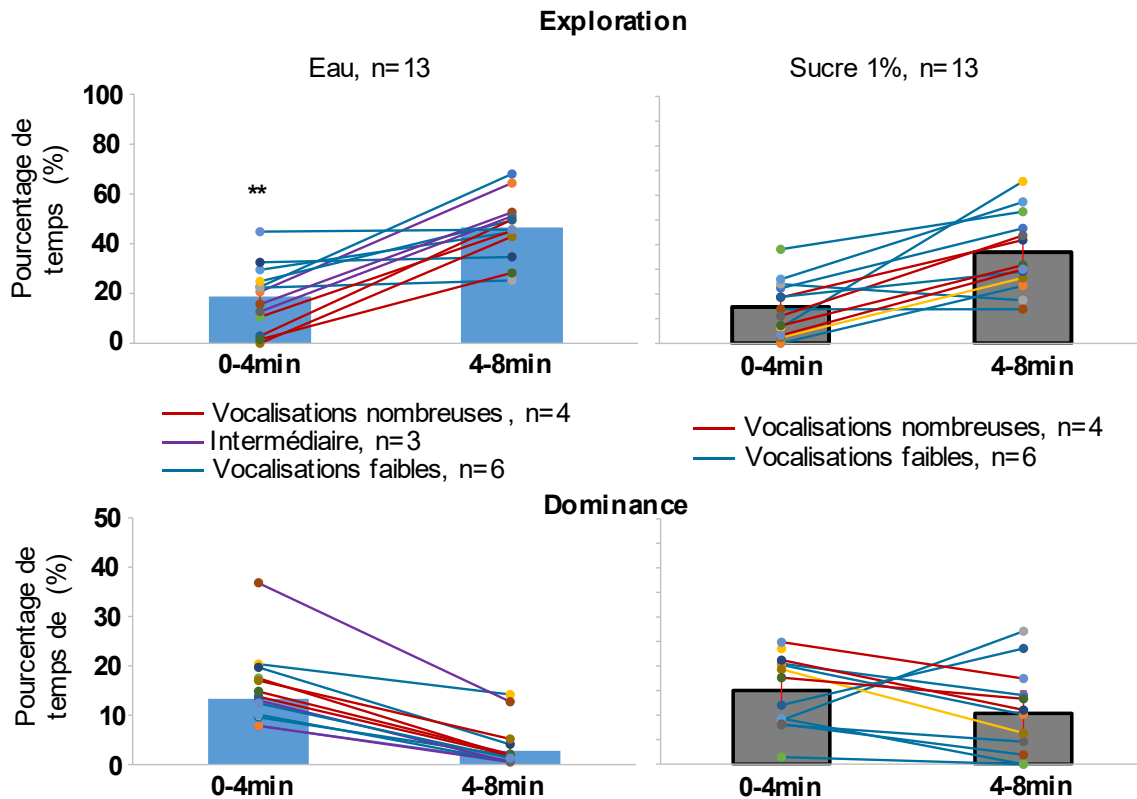 Exploration
Eau, n=13
Sucre 1%, n=13
Pourcentage de
temps (%)
100
80
60
40
20
0
**
0-4min
4-8min
0-4min
4-8min
Vocalisations nombreuses , n=4
Intermédiaire, n=3
Vocalisations faibles, n=6
Vocalisations nombreuses, n=4
Vocalisations faibles, n=6
Dominance
Pourcentage de
temps de (%)
50
40
30
20
10
0
0-4min
4-8min
0-4min
4-8min